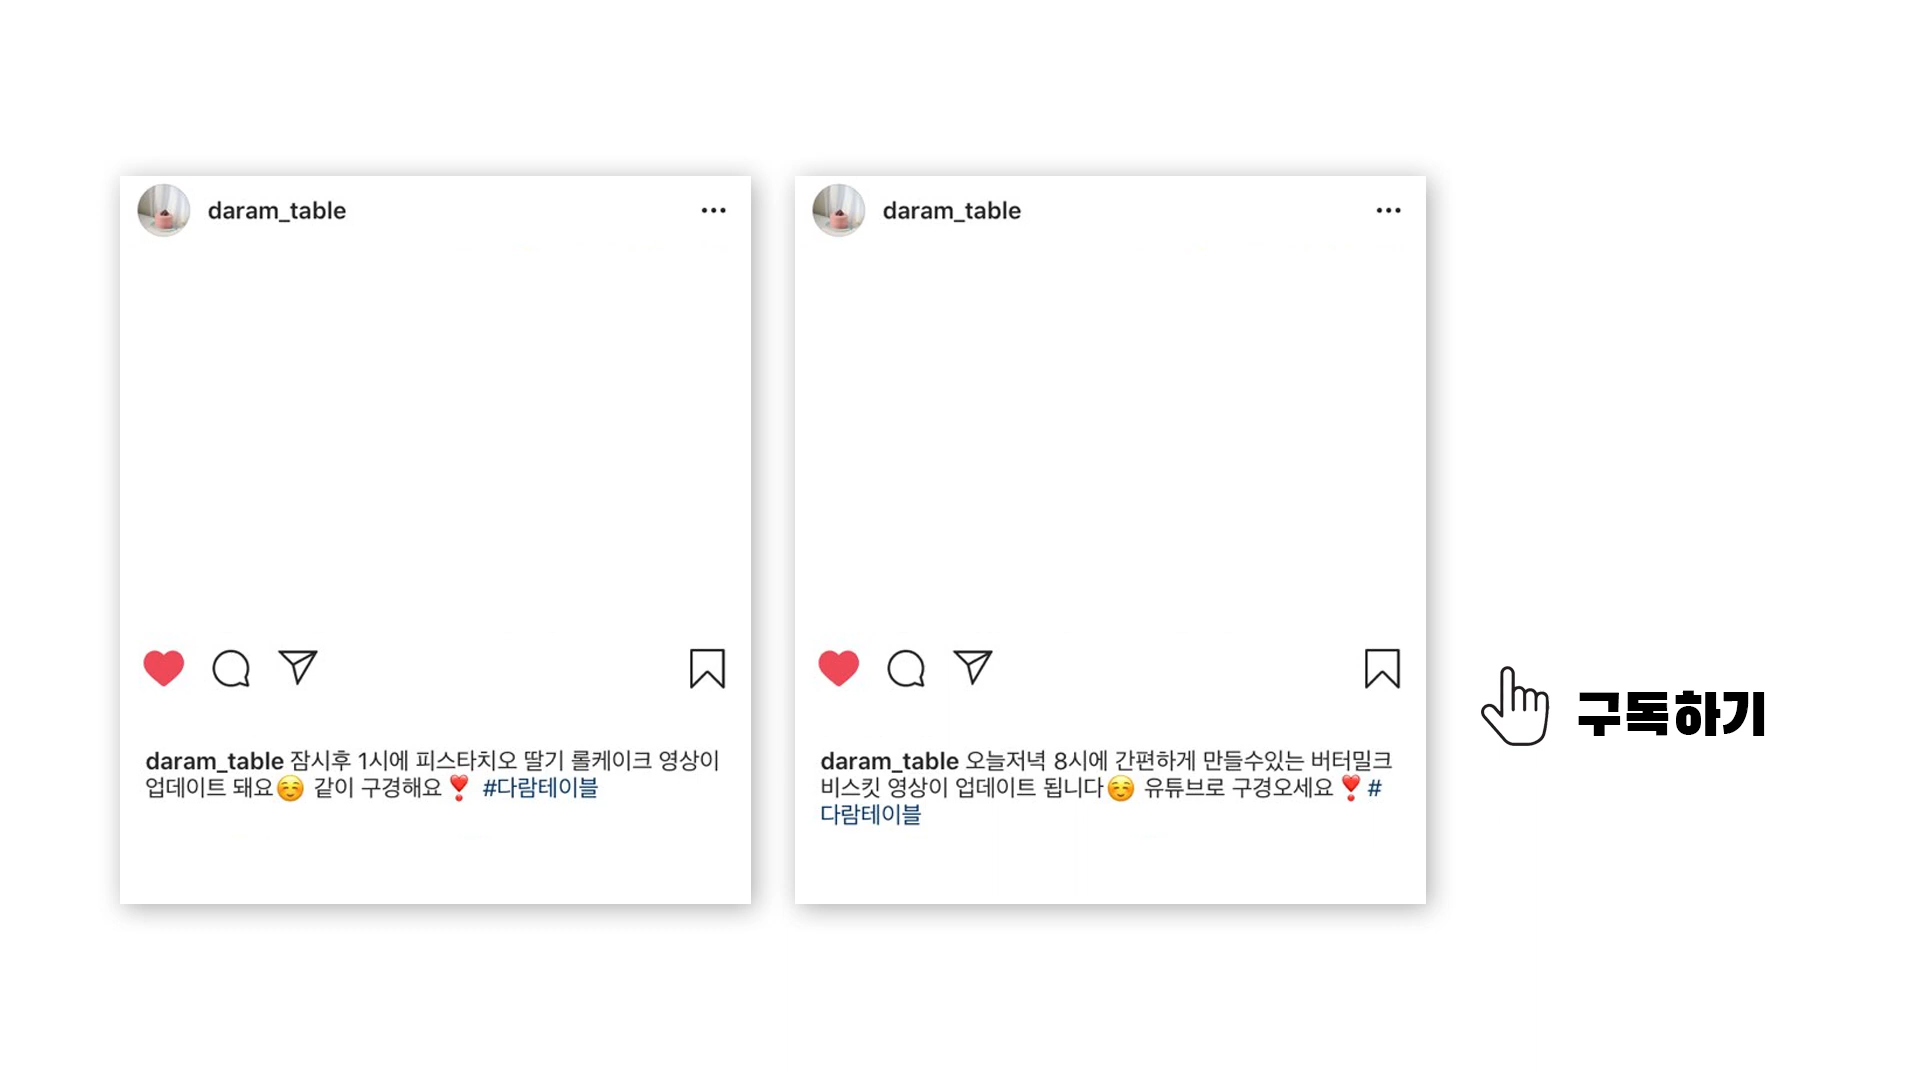 daram_table
daram_table 잠시후 1시에 피스타치오 딸기 롤케이크 영상이
업데이트 돼요☺️ 같이 구경해요❣️ #다람테이블
daram_table
daram_table 오늘저녁 8시에 간편하게 만들수있는 버터밀크
비스킷 영상이 업데이트 됩니다☺️ 유튜브로 구경오세요❣️#
다람테이블
구독하기